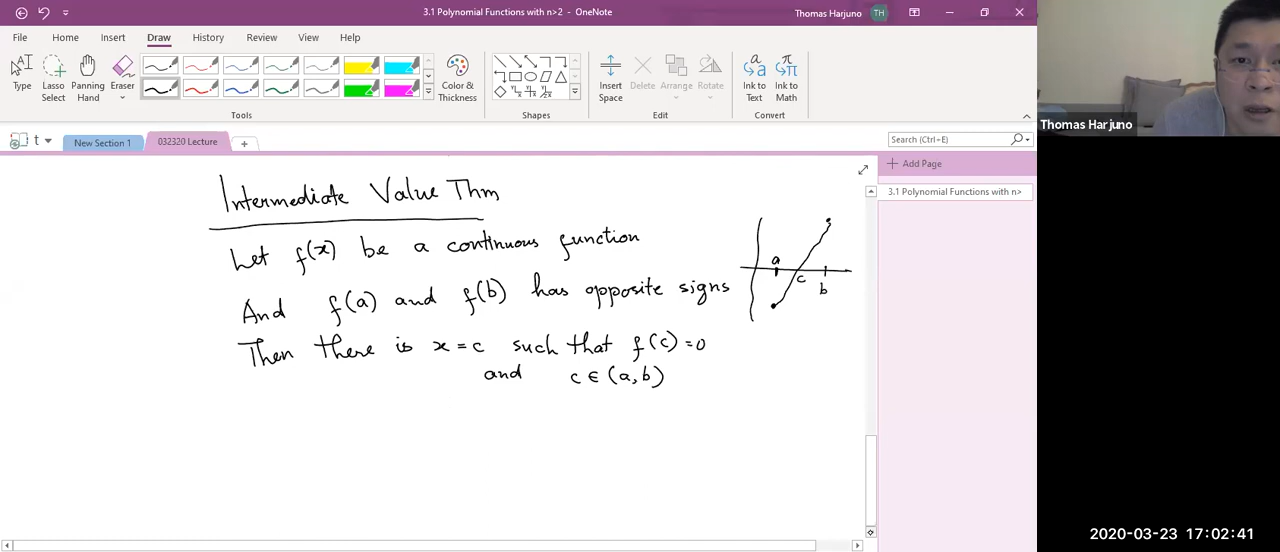 3.1 Polynomial Functions with n>2 - OneNote
Thomas Harjuno
TH
File Home Insert Draw History Review View Help
Type
Lasso Select
Panning Hand
Eraser
Color & Thickness
Insert Space
Delete
Arrange
Rotate
Ink to Text
Ink to Math
Tools
Shapes
Edit
Convert
t
New Section 1
032320 Lecture
Search (Ctrl+E)
Add Page
3.1 Polynomial Functions with n>
Intermediate Value Thm
Let f(x) be a continuous function
And f(a) and f(b) has opposite signs
Then there is x = c such that f(c) = 0
and c ∈ (a, b)
a
c
b
Thomas Harjuno
2020-03-23 17:02:41